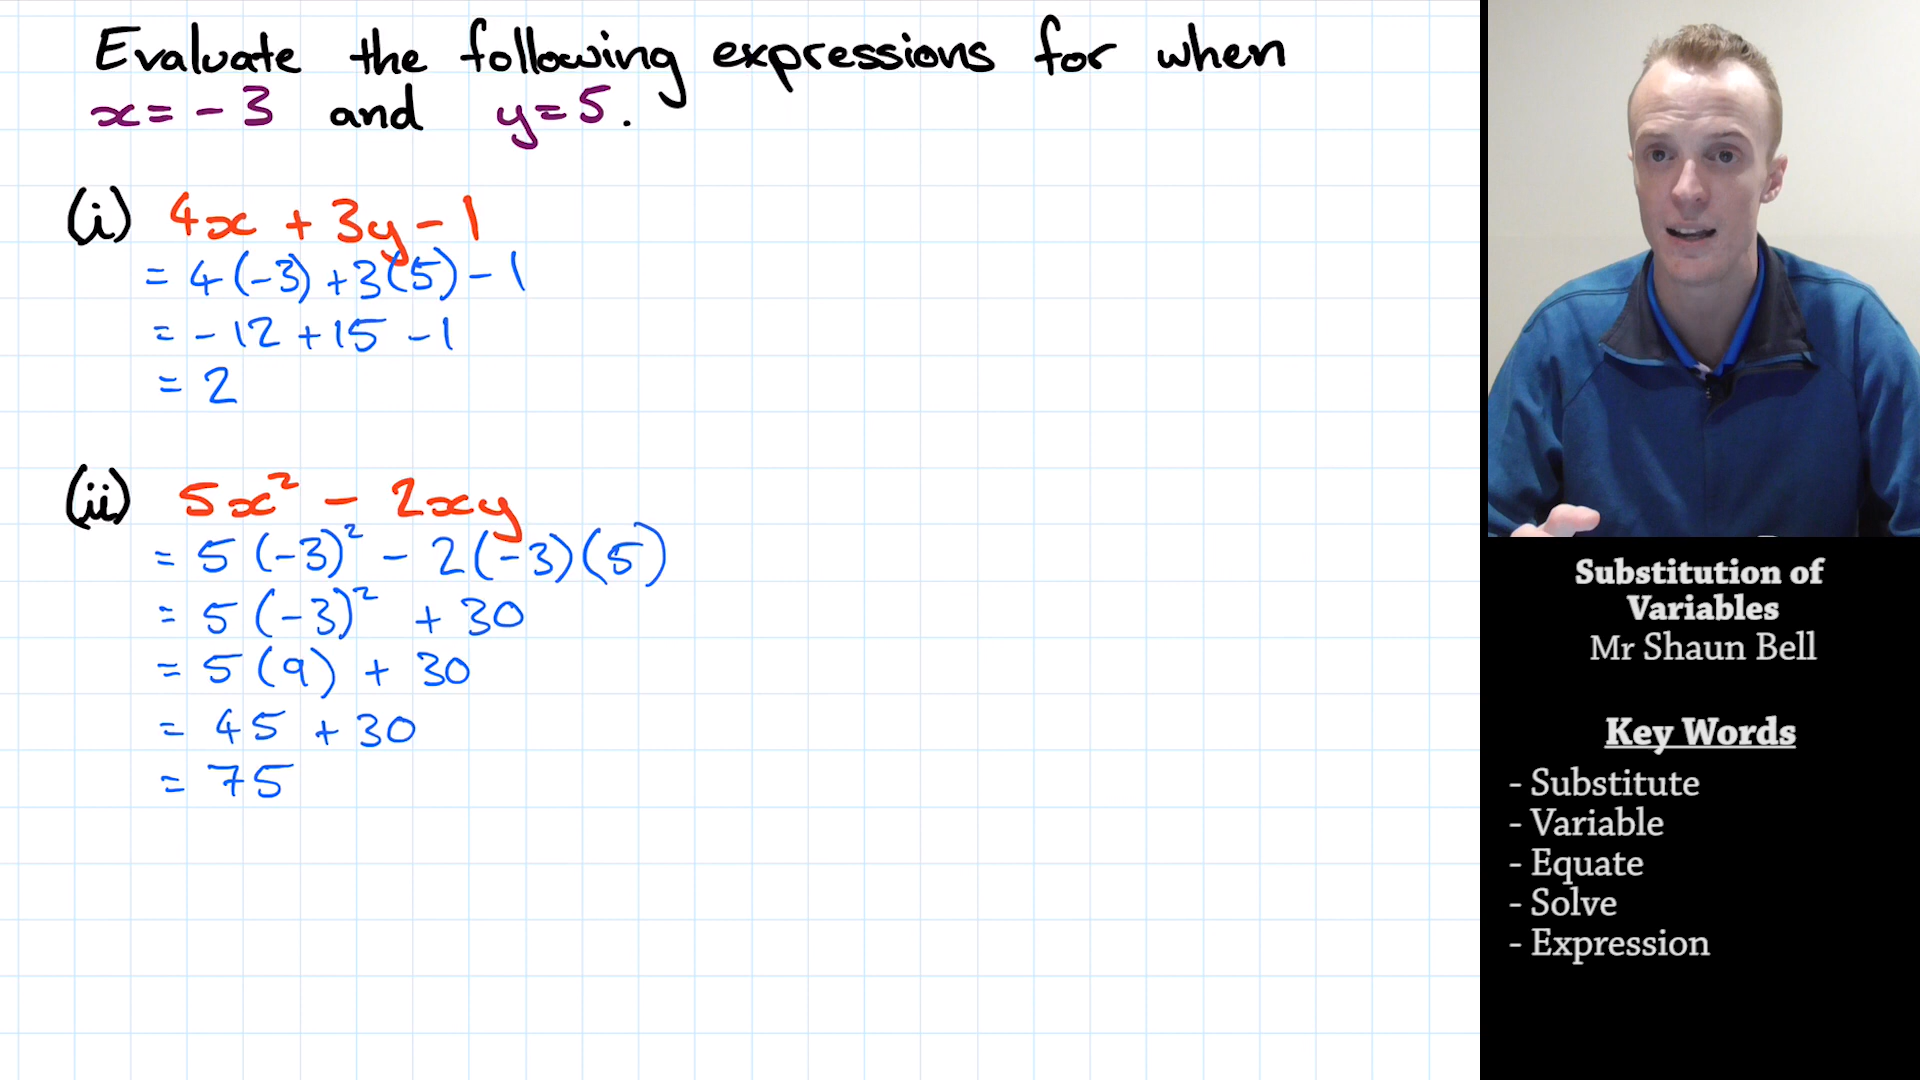 Evaluate the following expressions for when
x = -3 and y = 5.
(i) 4x + 3y - 1
= 4(-3) + 3(5) - 1
= -12 + 15 - 1
= 2
(ii) 5x² - 2xy
= 5(-3)² - 2(-3)(5)
= 5(-3)² + 30
= 5(9) + 30
= 45 + 30
= 75
Substitution of
Variables
Mr Shaun Bell
Key Words
- Substitute
- Variable
- Equate
- Solve
- Expression